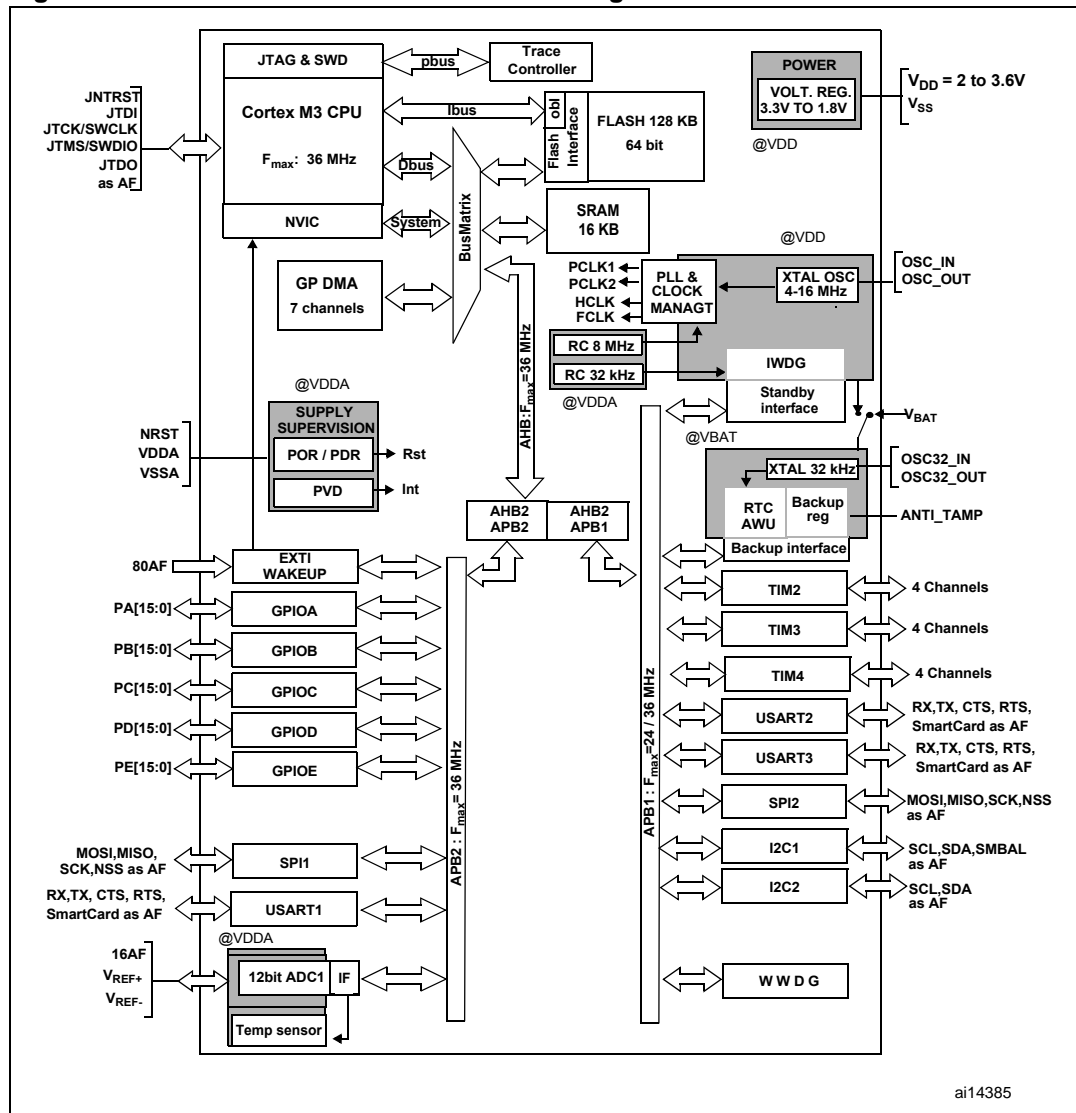 JTAG & SWD
pbus
Trace
Controller
POWER
VOLT. REG.
3.3V TO 1.8V
@VDD
VDD = 2 to 3.6V
VSS
JNTRST
JTDI
JTCK/SWCLK
JTMS/SWDIO
JTDO
as AF
Cortex M3 CPU
Fmax: 36 MHz
Ibus
Dbus
System
NVIC
BusMatrix
Flash
obl
Interface
FLASH 128 KB
64 bit
SRAM
16 KB
GP DMA
7 channels
@VDD
PCLK1
PCLK2
HCLK
FCLK
PLL &
CLOCK
MANAGT
XTAL OSC
4-16 MHz
OSC_IN
OSC_OUT
RC 8 MHz
RC 32 kHz
@VDDA
IWDG
Standby
interface
VBAT
@VBAT
AHB:Fmax=36 MHz
@VDDA
SUPPLY
SUPERVISION
NRST
VDDA
VSSA
POR / PDR
Rst
PVD
Int
XTAL 32 kHz
OSC32_IN
OSC32_OUT
RTC
AWU
Backup
reg
ANTI_TAMP
Backup interface
AHB2
APB2
AHB2
APB1
80AF
EXTI
WAKEUP
PA[15:0]
GPIOA
PB[15:0]
GPIOB
PC[15:0]
GPIOC
PD[15:0]
GPIOD
PE[15:0]
GPIOE
MOSI,MISO,
SCK,NSS as AF
SPI1
RX,TX, CTS, RTS,
SmartCard as AF
USART1
@VDDA
16AF
VREF+
VREF-
12bit ADC1
IF
Temp sensor
APB2 : Fmax= 36 MHz
APB1 : Fmax=24 / 36 MHz
TIM2
4 Channels
TIM3
4 Channels
TIM4
4 Channels
USART2
RX,TX, CTS, RTS,
SmartCard as AF
USART3
RX,TX, CTS, RTS,
SmartCard as AF
SPI2
MOSI,MISO,SCK,NSS
as AF
I2C1
SCL,SDA,SMBAL
as AF
I2C2
SCL,SDA
as AF
W W D G
ai14385